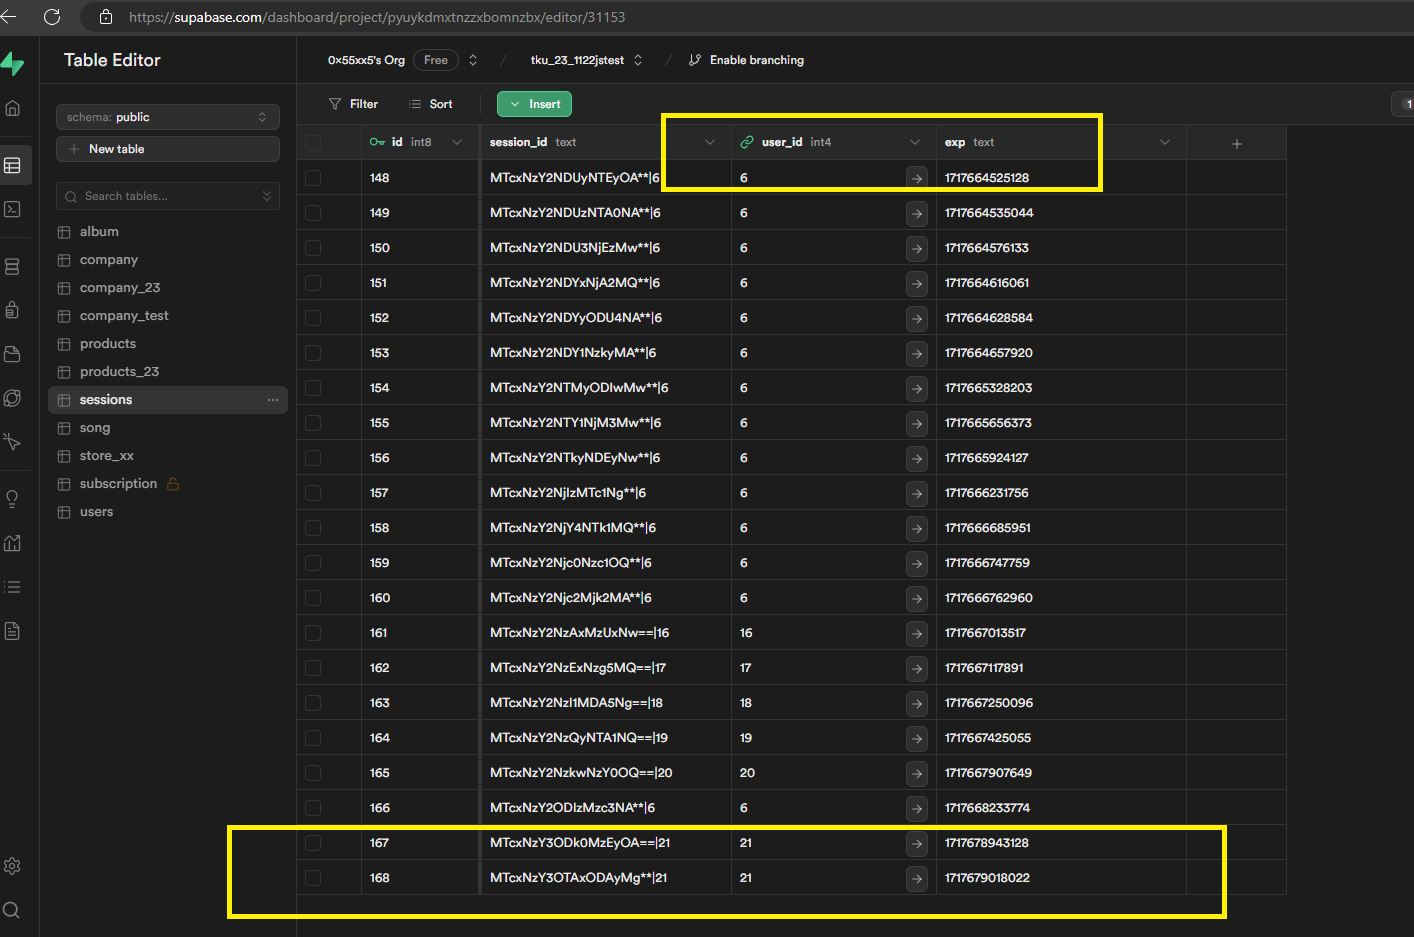 https://supabase.com/dashboard/project/pyuykdmxtnzzxbomnzbx/editor/31153
Table Editor
0x55xx5's Org Free / tku_23_1122jstest / Enable branching
schema: public
New table
Search tables...
album
company
company_23
company_test
products
products_23
sessions
song
store_xx
subscription
users
Filter Sort Insert 1
id int8 session_id text user_id int4 exp text +
148 MTcxNzY2NDUyNTEyOA**|6 6 1717664525128
149 MTcxNzY2NDUzNTA0NA**|6 6 1717664535044
150 MTcxNzY2NDU3NjEzMw**|6 6 1717664576133
151 MTcxNzY2NDYxNjA2MQ**|6 6 1717664616061
152 MTcxNzY2NDYyODU4NA**|6 6 1717664628584
153 MTcxNzY2NDY1NzkyMA**|6 6 1717664657920
154 MTcxNzY2NTMyODIwMw**|6 6 1717665328203
155 MTcxNzY2NTY1NjM3Mw**|6 6 1717665656373
156 MTcxNzY2NTkyNDEyNw**|6 6 1717665924127
157 MTcxNzY2NjIzMTc1Ng**|6 6 1717666231756
158 MTcxNzY2NjY4NTk1MQ**|6 6 1717666685951
159 MTcxNzY2Njc0Nzc1OQ**|6 6 1717666747759
160 MTcxNzY2Njc2Mjk2MA**|6 6 1717666762960
161 MTcxNzY2NzAxMzUxNw==|16 16 1717667013517
162 MTcxNzY2NzExNzg5MQ==|17 17 1717667117891
163 MTcxNzY2NzI1MDA5Ng==|18 18 1717667250096
164 MTcxNzY2NzQyNTA1NQ==|19 19 1717667425055
165 MTcxNzY2NzkwNzY0OQ==|20 20 1717667907649
166 MTcxNzY2ODIzMzc3NA**|6 6 1717668233774
167 MTcxNzY3ODk0MzEyOA==|21 21 1717678943128
168 MTcxNzY3OTAxODAyMg**|21 21 1717679018022